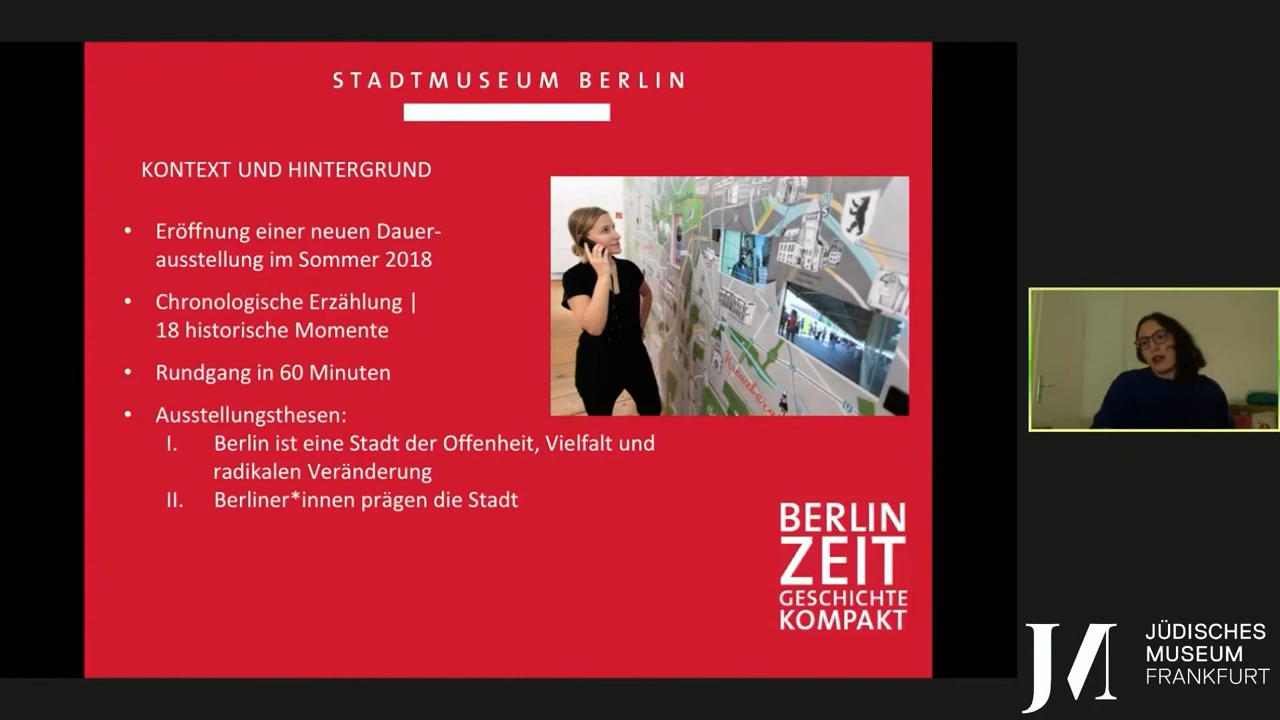 STADTMUSEUM BERLIN
KONTEXT UND HINTERGRUND
• Eröffnung einer neuen Dauer-
ausstellung im Sommer 2018
• Chronologische Erzählung |
18 historische Momente
• Rundgang in 60 Minuten
• Ausstellungsthesen:
I. Berlin ist eine Stadt der Offenheit, Vielfalt und
radikalen Veränderung
II. Berliner*innen prägen die Stadt
Kreuzberg
BERLIN
ZEIT
GESCHICHTE
KOMPAKT
JM
JÜDISCHES
MUSEUM
FRANKFURT